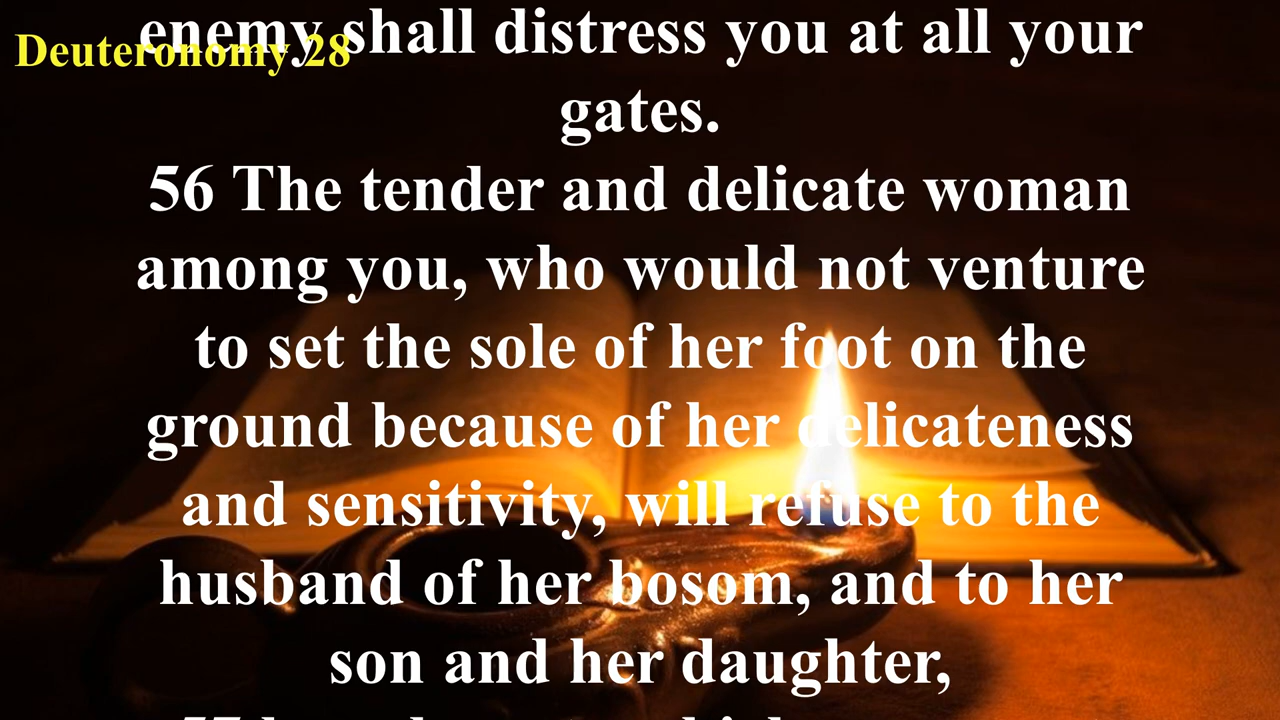 Deuteronomy 28
enemy shall distress you at all your
gates.
56 The tender and delicate woman
among you, who would not venture
to set the sole of her foot on the
ground because of her delicateness
and sensitivity, will refuse to the
husband of her bosom, and to her
son and her daughter,